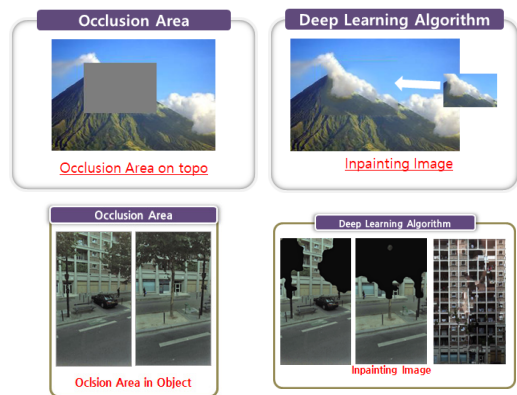 Occlusion Area
Deep Learning Algorithm
Occlusion Area on topo
Inpainting Image
Occlusion Area
Deep Learning Algorithm
Oclsion Area in Object
Inpainting Image